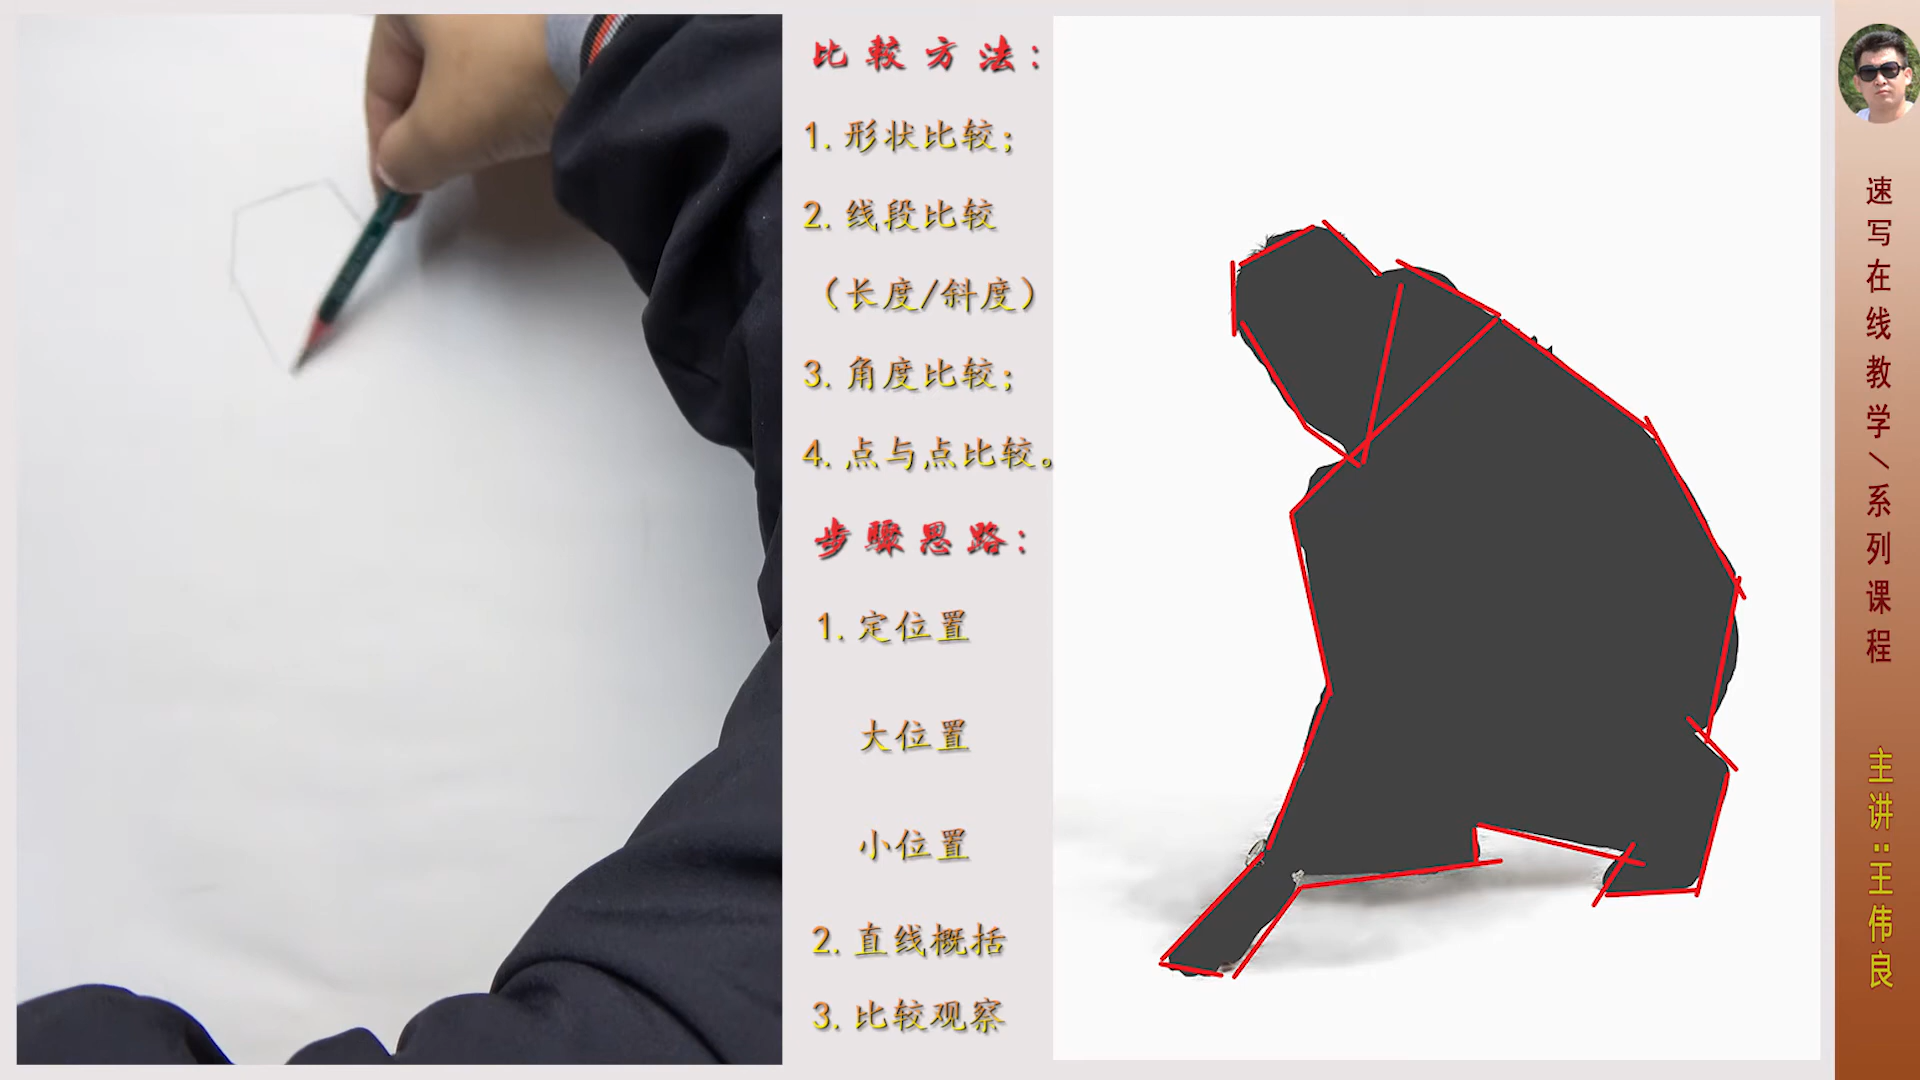 比較方法：
1.形状比较；
2.线段比较
（长度/斜度）
3.角度比较；
4.点与点比较。
步骤思路：
1.定位置
大位置
小位置
2.直线概括
3.比较观察
速写在线教学/系列课程
主讲：王伟良